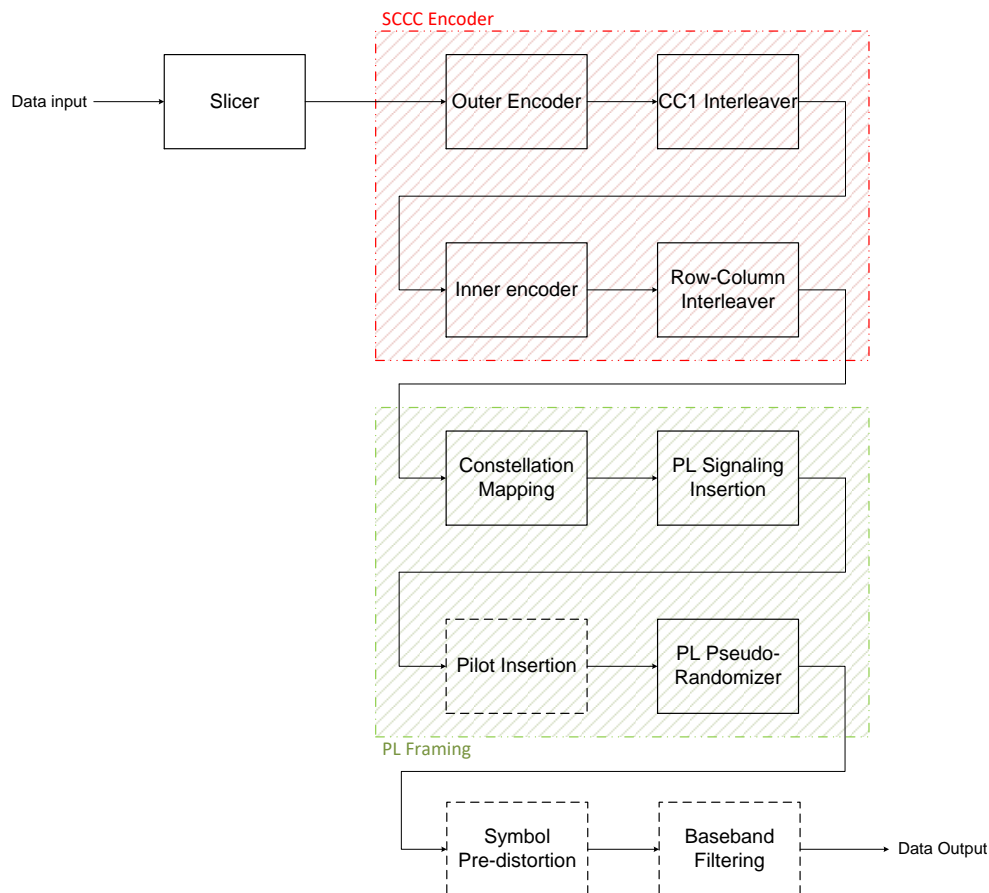 SCCC Encoder
Data input
Slicer
Outer Encoder
CC1 Interleaver
Inner encoder
Row-Column
Interleaver
Constellation
Mapping
PL Signaling
Insertion
Pilot Insertion
PL Pseudo-
Randomizer
PL Framing
Symbol
Pre-distortion
Baseband
Filtering
Data Output